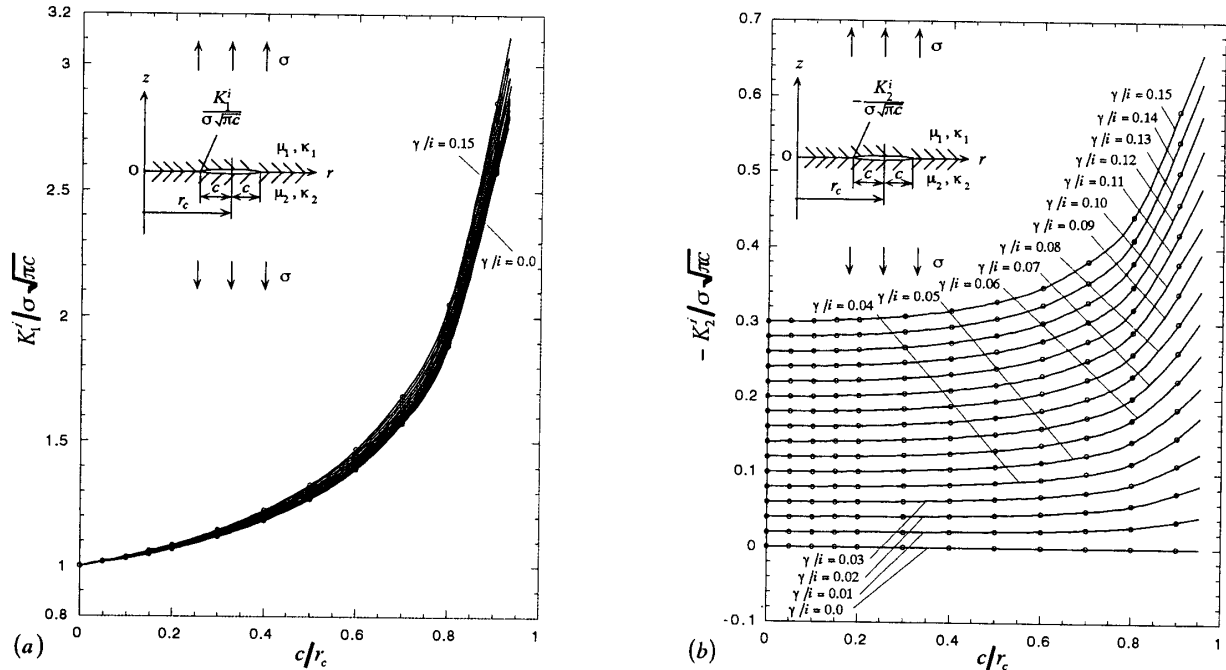 3.2
3
2.5
2
1.5
1
0.8
K₁ⁱ/σ√πc
σ
z
K₁ⁱ
σ√πc
μ₁, κ₁
O
r
c
c
μ₂, κ₂
r_c
σ
γ/i = 0.15
γ/i = 0.0
0
0.2
0.4
0.6
0.8
1
c/r_c
(a)
0.7
0.6
0.5
0.4
0.3
0.2
0.1
0
-0.1
− K₂ⁱ/σ√πc
σ
z
− K₂ⁱ
σ√πc
μ₁, κ₁
O
r
c
c
μ₂, κ₂
r_c
σ
γ/i = 0.15
γ/i = 0.14
γ/i = 0.13
γ/i = 0.12
γ/i = 0.11
γ/i = 0.10
γ/i = 0.09
γ/i = 0.08
γ/i = 0.07
γ/i = 0.06
γ/i = 0.05
γ/i = 0.04
γ/i = 0.03
γ/i = 0.02
γ/i = 0.01
γ/i = 0.0
0
0.2
0.4
0.6
0.8
1
c/r_c
(b)